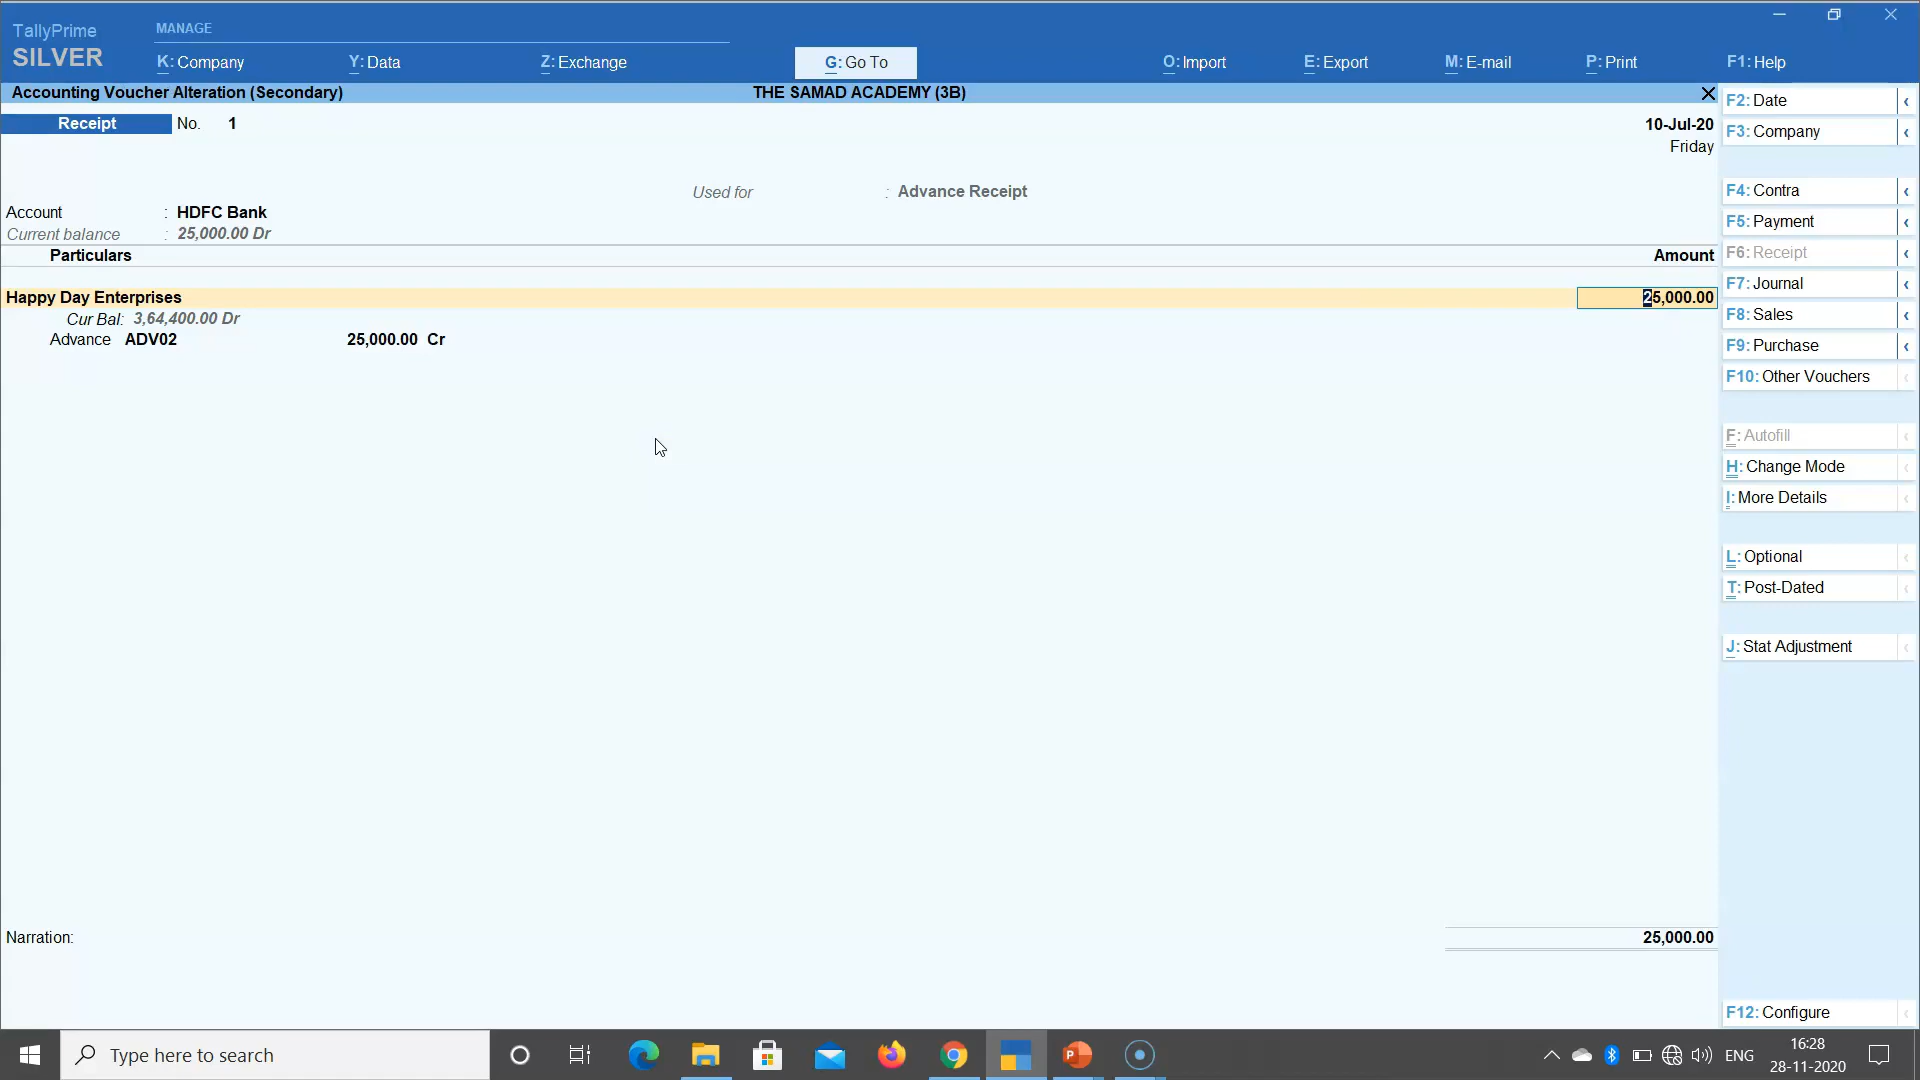 TallyPrime
SILVER
MANAGE
K: Company
Y: Data
Z: Exchange
G: Go To
O: Import
E: Export
M: E-mail
P: Print
F1: Help
Accounting Voucher Alteration (Secondary)
THE SAMAD ACADEMY (3B)
Receipt No. 1
10-Jul-20
Friday
Used for : Advance Receipt
Account : HDFC Bank
Current balance : 25,000.00 Dr
Particulars Amount
Happy Day Enterprises 25,000.00
Cur Bal: 3,64,400.00 Dr
Advance ADV02 25,000.00 Cr
Narration: 25,000.00
F2: Date
F3: Company
F4: Contra
F5: Payment
F6: Receipt
F7: Journal
F8: Sales
F9: Purchase
F10: Other Vouchers
F: Autofill
H: Change Mode
I: More Details
L: Optional
T: Post-Dated
J: Stat Adjustment
F12: Configure
Type here to search
ENG
16:28
28-11-2020